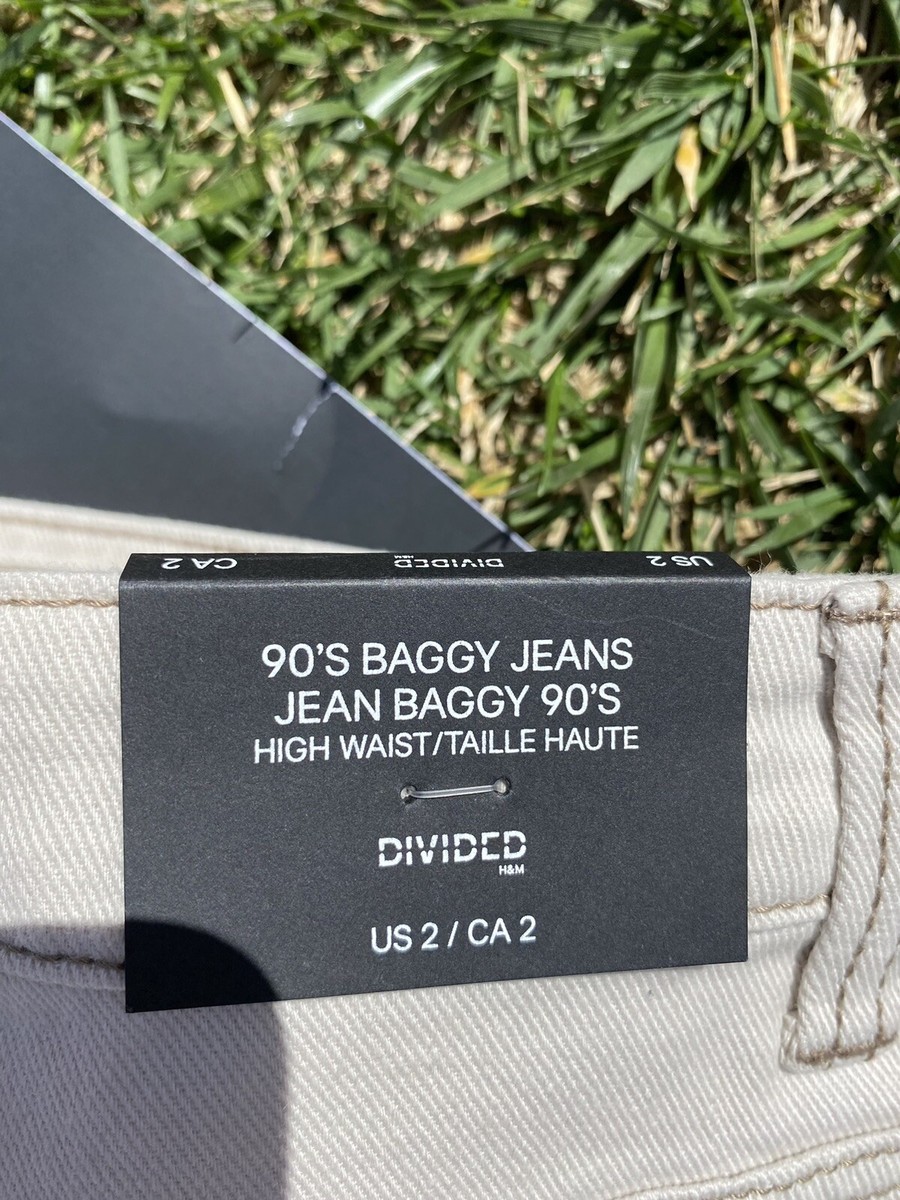 CA 2 DIVIDED H&M US 2
90'S BAGGY JEANS
JEAN BAGGY 90'S
HIGH WAIST/TAILLE HAUTE
DIVIDED
H&M
US 2 / CA 2